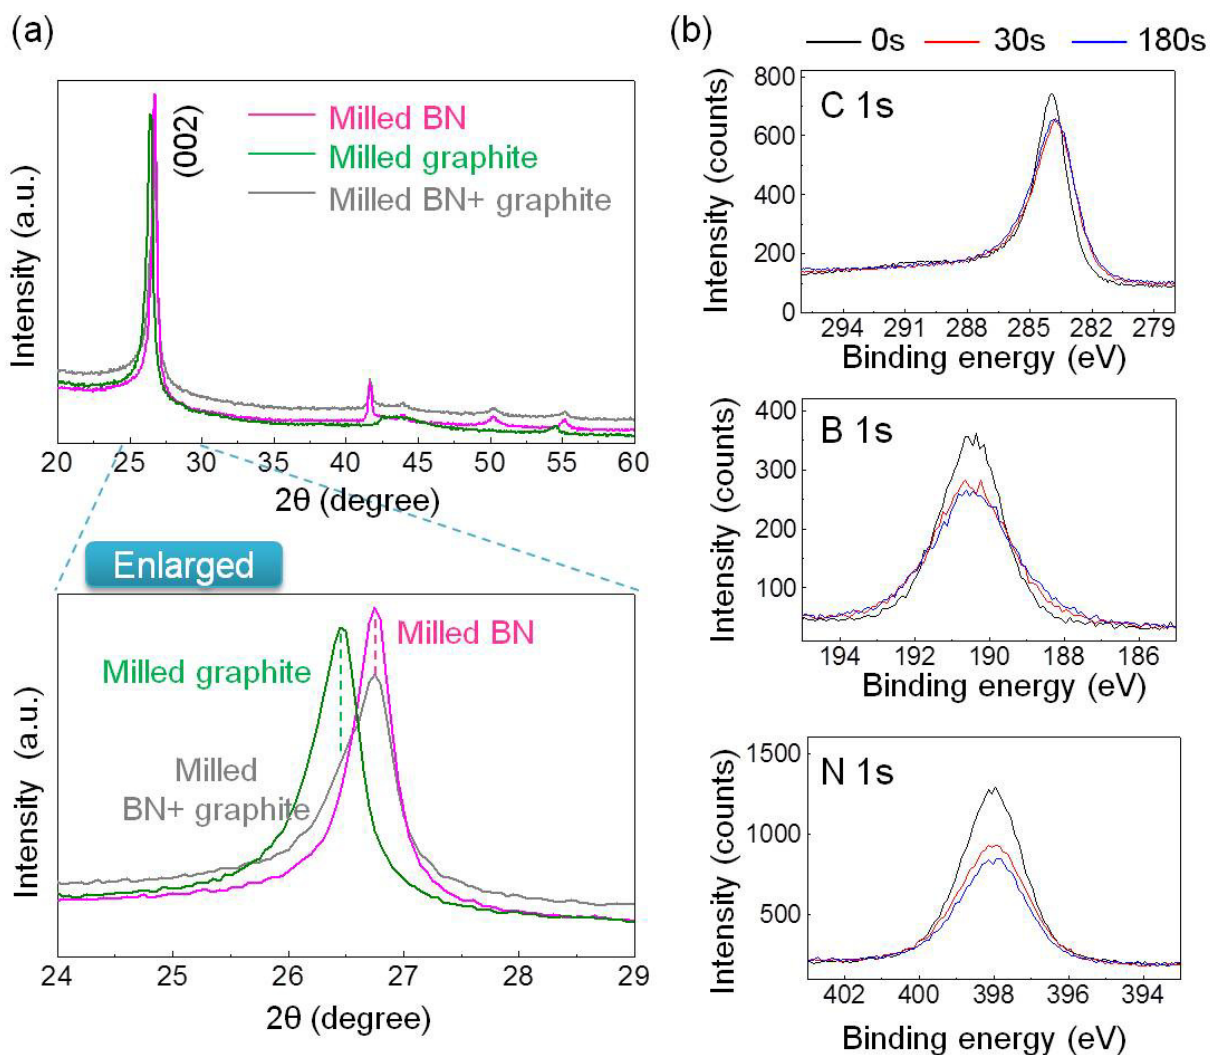 (a)
Intensity (a.u.)
(002)
Milled BN
Milled graphite
Milled BN+ graphite
20 25 30 35 40 45 50 55 60
2θ (degree)
Enlarged
Intensity (a.u.)
Milled BN
Milled graphite
Milled
BN+ graphite
24 25 26 27 28 29
2θ (degree)
(b)
0s 30s 180s
C 1s
Intensity (counts)
800
600
400
200
0
294 291 288 285 282 279
Binding energy (eV)
B 1s
Intensity (counts)
400
300
200
100
194 192 190 188 186
Binding energy (eV)
N 1s
Intensity (counts)
1500
1000
500
402 400 398 396 394
Binding energy (eV)